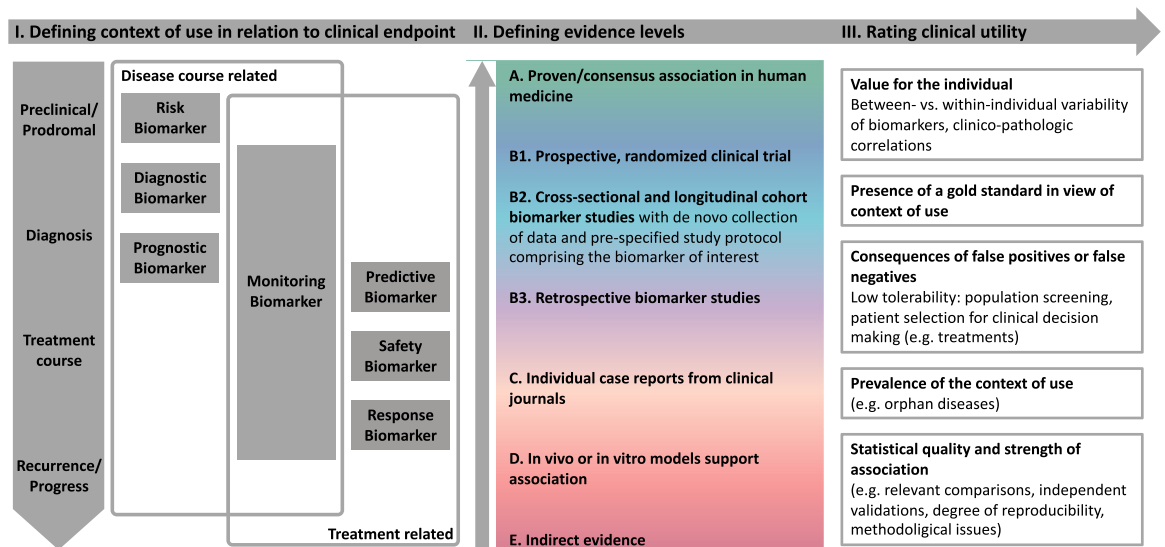 I. Defining context of use in relation to clinical endpoint
II. Defining evidence levels
III. Rating clinical utility
Preclinical/
Prodromal
Diagnosis
Treatment
course
Recurrence/
Progress
Disease course related
Risk
Biomarker
Diagnostic
Biomarker
Prognostic
Biomarker
Monitoring
Biomarker
Predictive
Biomarker
Safety
Biomarker
Response
Biomarker
Treatment related
A. Proven/consensus association in human
medicine
B1. Prospective, randomized clinical trial
B2. Cross-sectional and longitudinal cohort
biomarker studies with de novo collection
of data and pre-specified study protocol
comprising the biomarker of interest
B3. Retrospective biomarker studies
C. Individual case reports from clinical
journals
D. In vivo or in vitro models support
association
E. Indirect evidence
Value for the individual
Between- vs. within-individual variability
of biomarkers, clinico-pathologic
correlations
Presence of a gold standard in view of
context of use
Consequences of false positives or false
negatives
Low tolerability: population screening,
patient selection for clinical decision
making (e.g. treatments)
Prevalence of the context of use
(e.g. orphan diseases)
Statistical quality and strength of
association
(e.g. relevant comparisons, independent
validations, degree of reproducibility,
methodoligical issues)